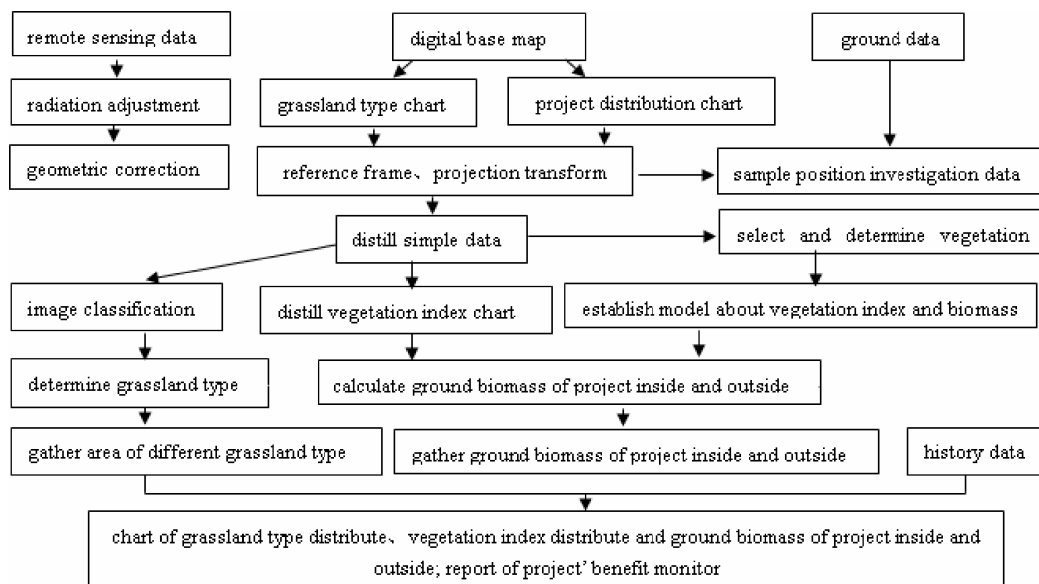 remote sensing data
digital base map
ground data
radiation adjustment
grassland type chart
project distribution chart
geometric correction
reference frame、projection transform
sample position investigation data
distill simple data
select and determine vegetation
image classification
distill vegetation index chart
establish model about vegetation index and biomass
determine grassland type
calculate ground biomass of project inside and outside
gather area of different grassland type
gather ground biomass of project inside and outside
history data
chart of grassland type distribute、vegetation index distribute and ground biomass of project inside and
outside; report of project’ benefit monitor